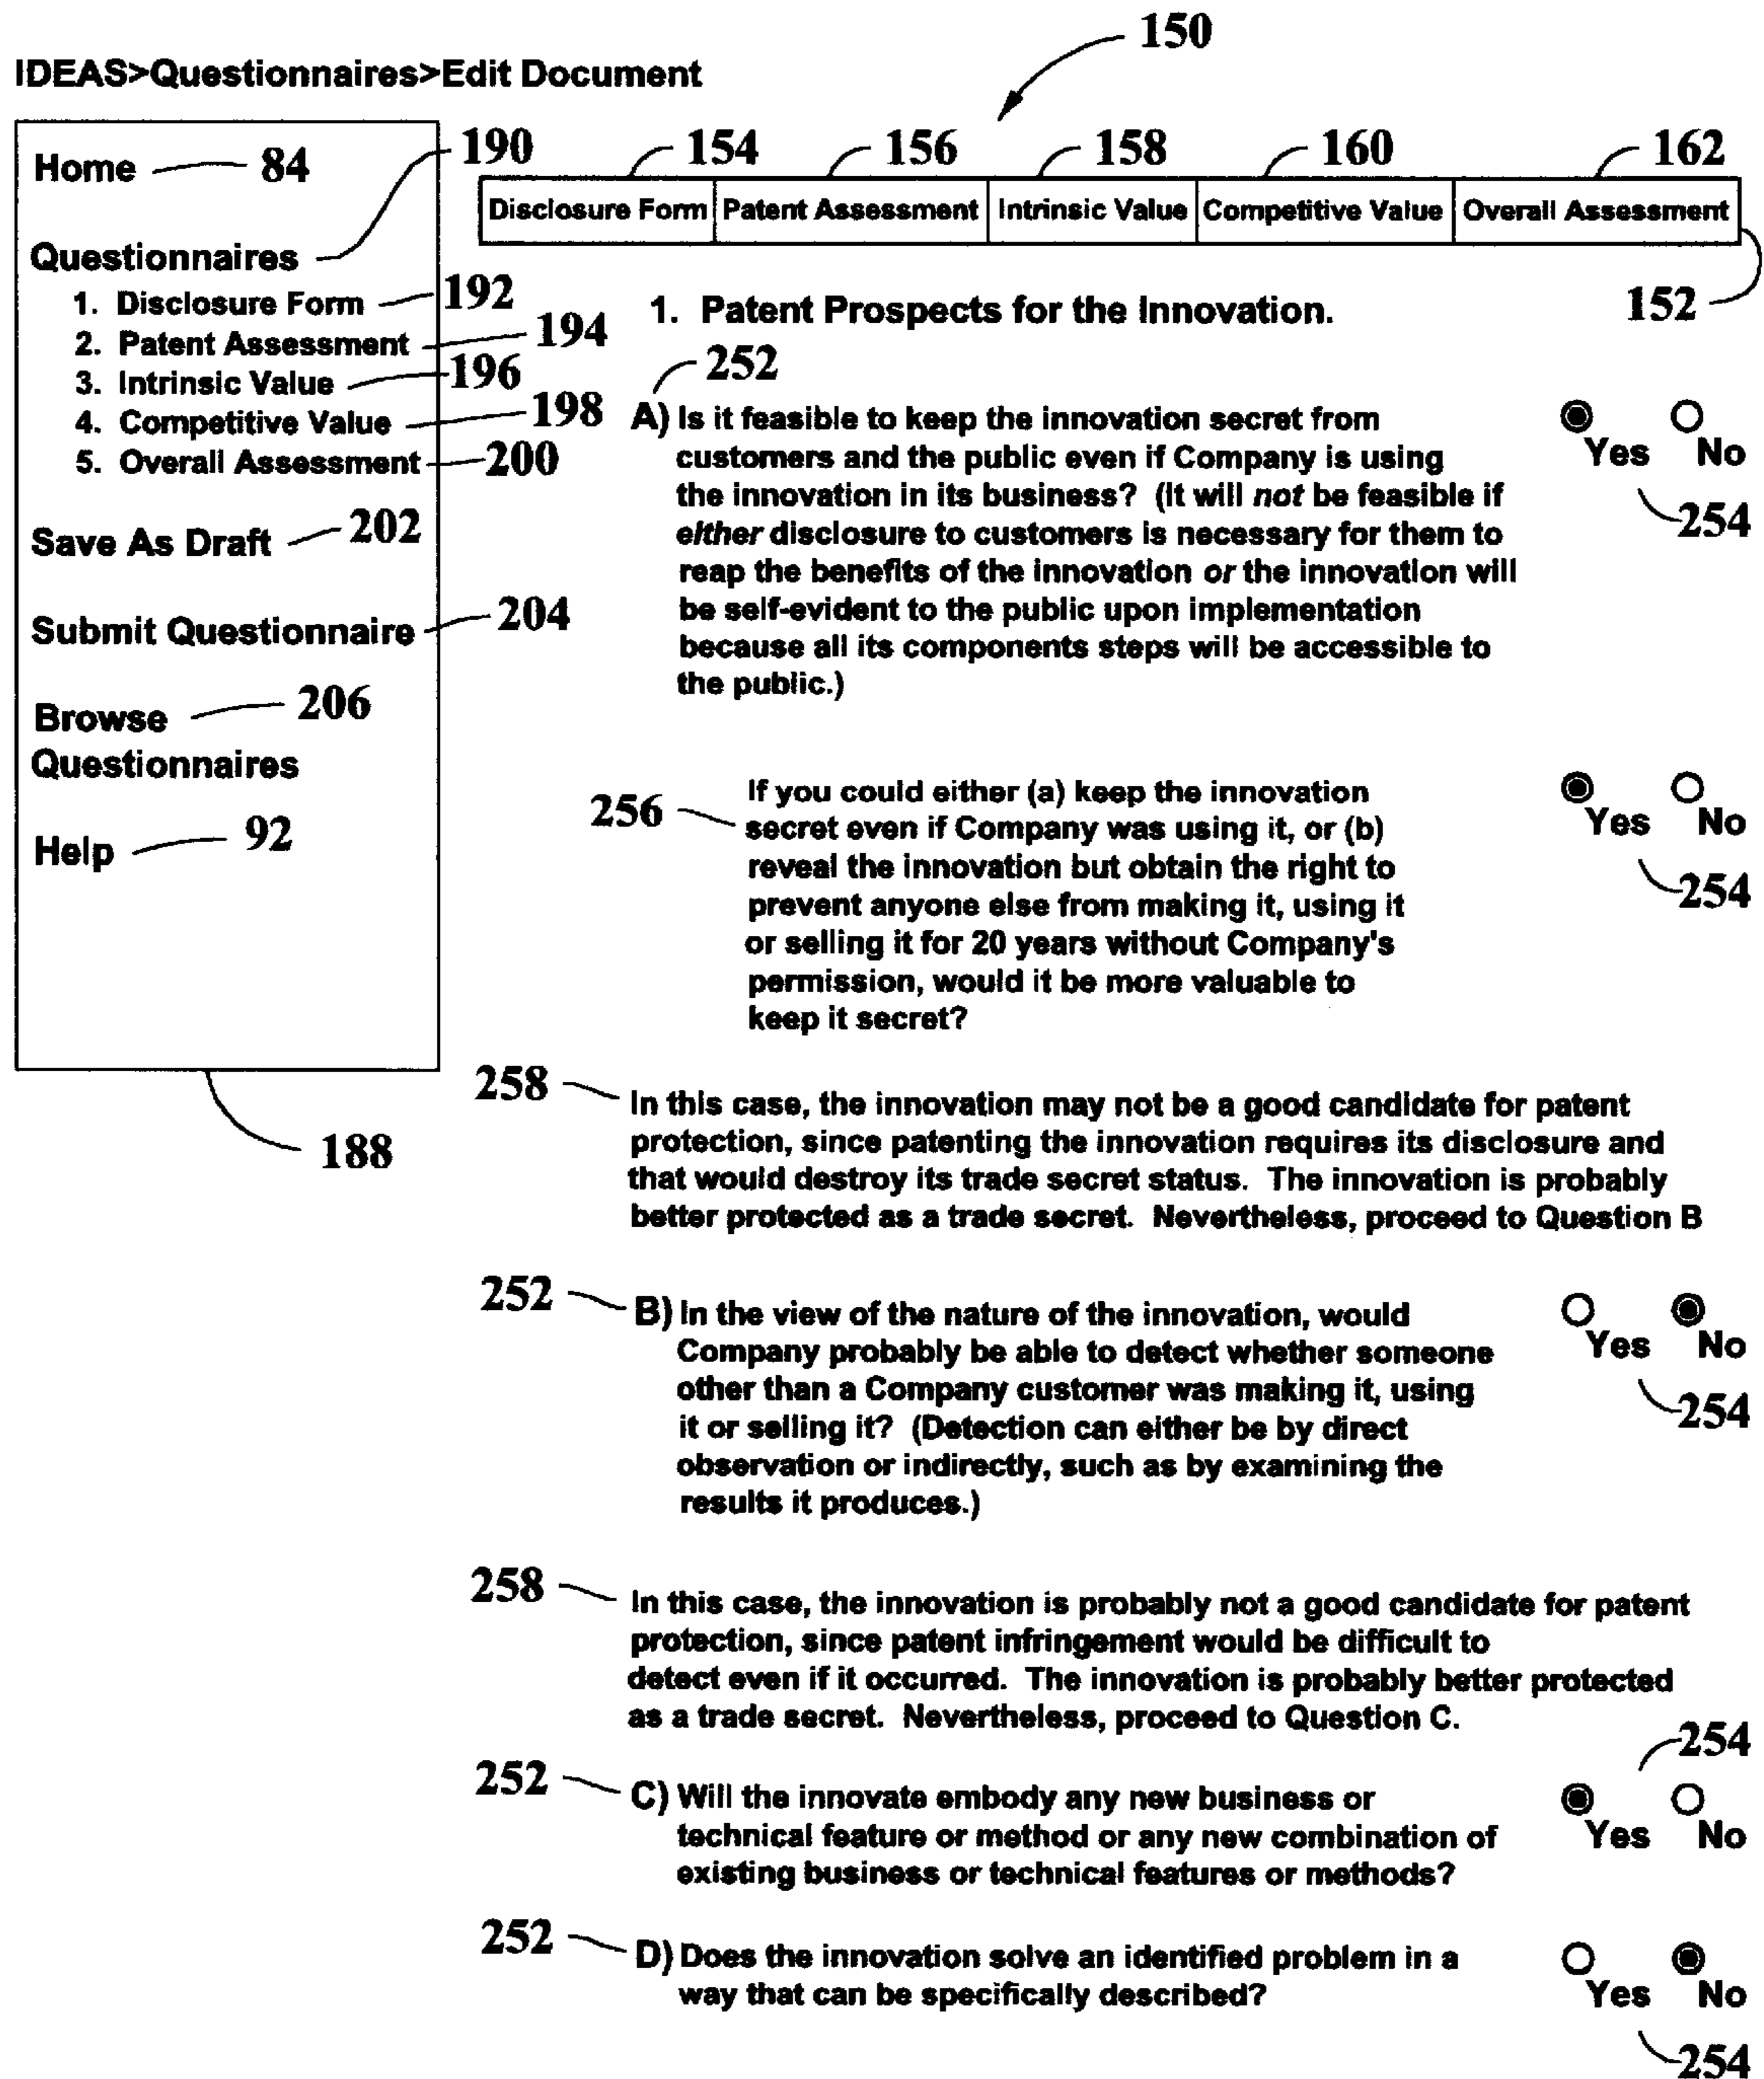 150
IDEAS>Questionnaires>Edit Document
Home 84
190
154 156 158 160 162
Disclosure Form Patent Assessment Intrinsic Value Competitive Value Overall Assessment
152
Questionnaires
1. Disclosure Form 192
2. Patent Assessment 194
3. Intrinsic Value 196
4. Competitive Value 198
5. Overall Assessment 200
Save As Draft 202
Submit Questionnaire 204
Browse 206
Questionnaires
Help 92
188
1. Patent Prospects for the Innovation.
252
A) Is it feasible to keep the innovation secret from
customers and the public even if Company is using
the innovation in its business? (It will not be feasible if
either disclosure to customers is necessary for them to
reap the benefits of the innovation or the innovation will
be self-evident to the public upon implementation
because all its components steps will be accessible to
the public.)
Yes No
254
256
If you could either (a) keep the innovation
secret even if Company was using it, or (b)
reveal the innovation but obtain the right to
prevent anyone else from making it, using it
or selling it for 20 years without Company's
permission, would it be more valuable to
keep it secret?
Yes No
254
258
In this case, the innovation may not be a good candidate for patent
protection, since patenting the innovation requires its disclosure and
that would destroy its trade secret status. The innovation is probably
better protected as a trade secret. Nevertheless, proceed to Question B
252
B) In the view of the nature of the innovation, would
Company probably be able to detect whether someone
other than a Company customer was making it, using
it or selling it? (Detection can either be by direct
observation or indirectly, such as by examining the
results it produces.)
Yes No
254
258
In this case, the innovation is probably not a good candidate for patent
protection, since patent infringement would be difficult to
detect even if it occurred. The innovation is probably better protected
as a trade secret. Nevertheless, proceed to Question C.
254
252
C) Will the innovate embody any new business or
technical feature or method or any new combination of
existing business or technical features or methods?
Yes No
252
D) Does the innovation solve an identified problem in a
way that can be specifically described?
Yes No
254